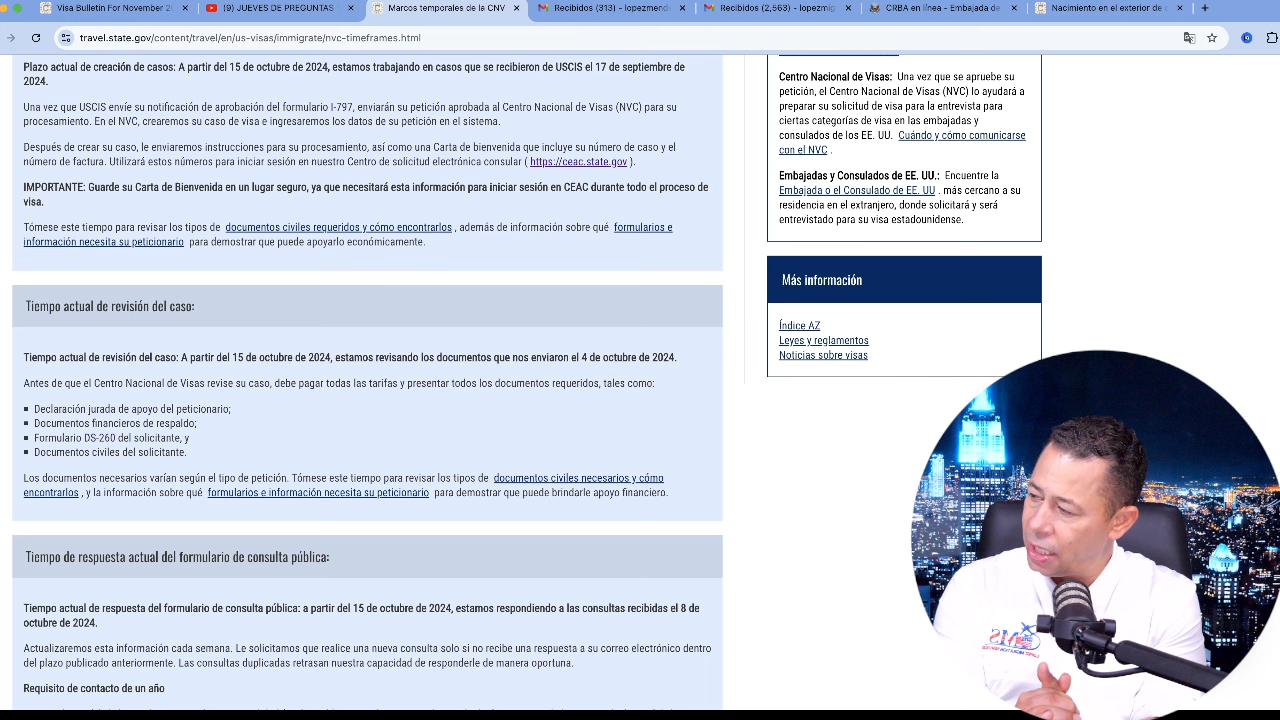 Visa Bulletin For November 20
(9) JUEVES DE PREGUNTAS
Marcos temporales de la CNV
Recibidos (313) - lopezmend
Recibidos (2,563) - lopezmig
CRBA en línea - Embajada de
Nacimiento en el exterior de
travel.state.gov/content/travel/en/us-visas/immigrate/nvc-timeframes.html
Plazo actual de creación de casos: A partir del 15 de octubre de 2024, estamos trabajando en casos que se recibieron de USCIS el 17 de septiembre de
2024.
Una vez que USCIS envíe su notificación de aprobación del formulario I-797, enviarán su petición aprobada al Centro Nacional de Visas (NVC) para su
procesamiento. En el NVC, crearemos su caso de visa e ingresaremos los datos de su petición en el sistema.
Después de crear su caso, le enviaremos notificaciones sobre el procesamiento, así como una Carta de bienvenida que incluye su número de caso y el
número de factura. Utilizará estos números para iniciar sesión en nuestro Centro de solicitud electrónica consular ( https://ceac.state.gov ).
IMPORTANTE: Guarde su Carta de Bienvenida en un lugar seguro, ya que necesitará esta información para iniciar sesión en CEAC durante todo el proceso de
visa.
Tómese este tiempo para revisar los tipos de documentos civiles requeridos y cómo encontrarlos , además de información sobre qué formularios e
información necesita su peticionario para demostrar que puede apoyarlo económicamente.
Tiempo actual de revisión del caso:
Tiempo actual de revisión del caso: A partir del 15 de octubre de 2024, estamos revisando los documentos que nos enviaron el 4 de octubre de 2024.
Antes de que el Centro Nacional de Visas revise su caso, debe pagar todas las tarifas y presentar todos los documentos requeridos, tales como:
Declaración jurada de apoyo del peticionario;
Documentos financieros de respaldo;
Formulario DS-260 del solicitante, y
Documentos civiles del solicitante.
Los documentos necesarios varían según el tipo de visa. Aproveche este tiempo para revisar los tipos de documentos civiles necesarios y cómo
encontrarlos , y la información sobre qué formularios e información necesita su peticionario para demostrar que puede brindarle apoyo financiero.
Tiempo de respuesta actual del formulario de consulta pública:
Tiempo actual de respuesta del formulario de consulta pública: a partir del 15 de octubre de 2024, estamos respondiendo a las consultas recibidas el 8 de
octubre de 2024.
Actualizaremos esta información cada semana. Le solicitamos que envíe una nueva consulta solo si no recibe respuesta a su correo electrónico dentro
del plazo publicado anteriormente. Las consultas duplicadas nuestra capacidad de responderle de manera oportuna.
Requisito de contacto de un año
Centro Nacional de Visas: Una vez que se apruebe su
petición, el Centro Nacional de Visas (NVC) lo ayudará a
preparar su solicitud de visa para la entrevista para
ciertas categorías de visa en las embajadas y
consulados de los EE. UU. Cuándo y cómo comunicarse
con el NVC .
Embajadas y Consulados de EE. UU.: Encuentre la
Embajada o el Consulado de EE. UU . más cercano a su
residencia en el extranjero, donde solicitará y será
entrevistado para su visa estadounidense.
Más información
Índice AZ
Leyes y reglamentos
Noticias sobre visas